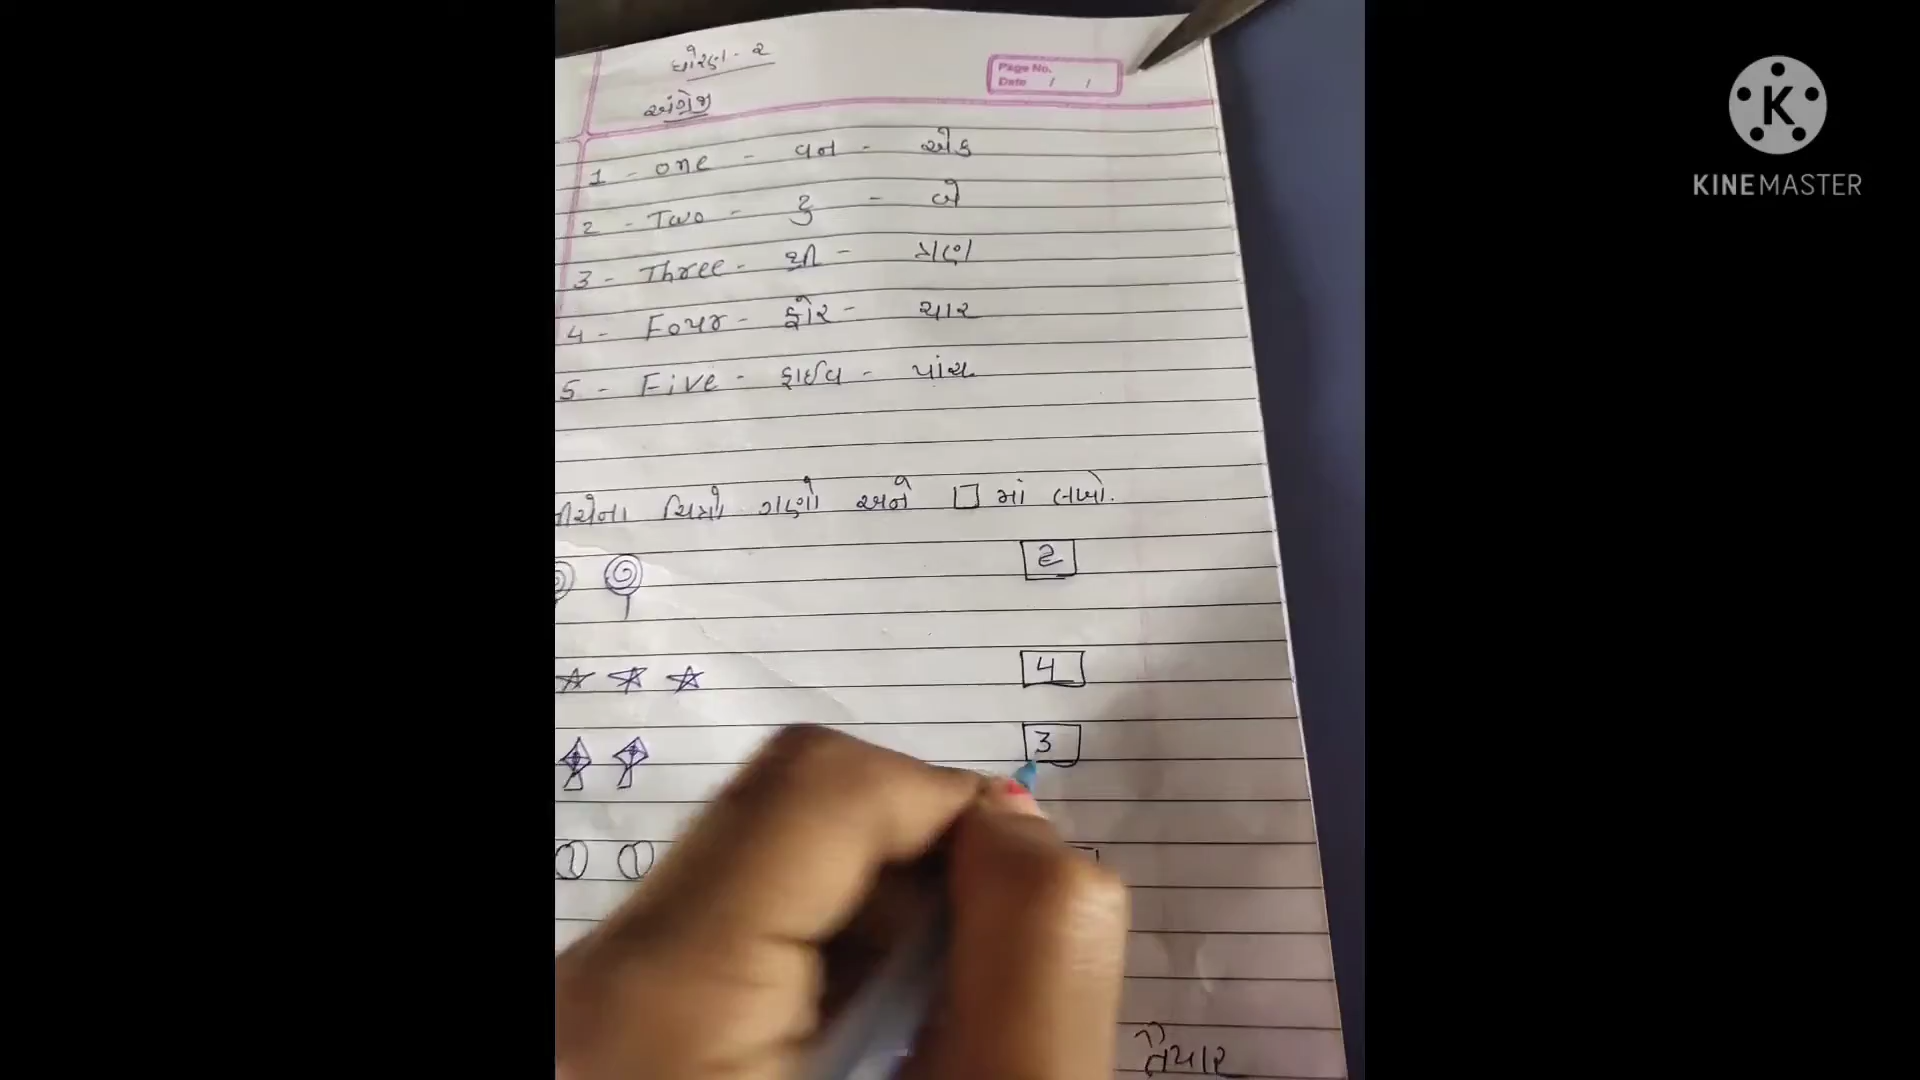 ધોરણ - ૨
Page No.
Date / /
અંગ્રેજી
1 - one - વન - એક
2 - Two - ટુ - બે
3 - Three - થ્રી - ત્રણ
4 - Four - ફોર - ચાર
5 - Five - ફાઈવ - પાંચ
ચિત્રો ગણો અને □ માં લખો.
2
4
3
તૈયાર
KINEMASTER